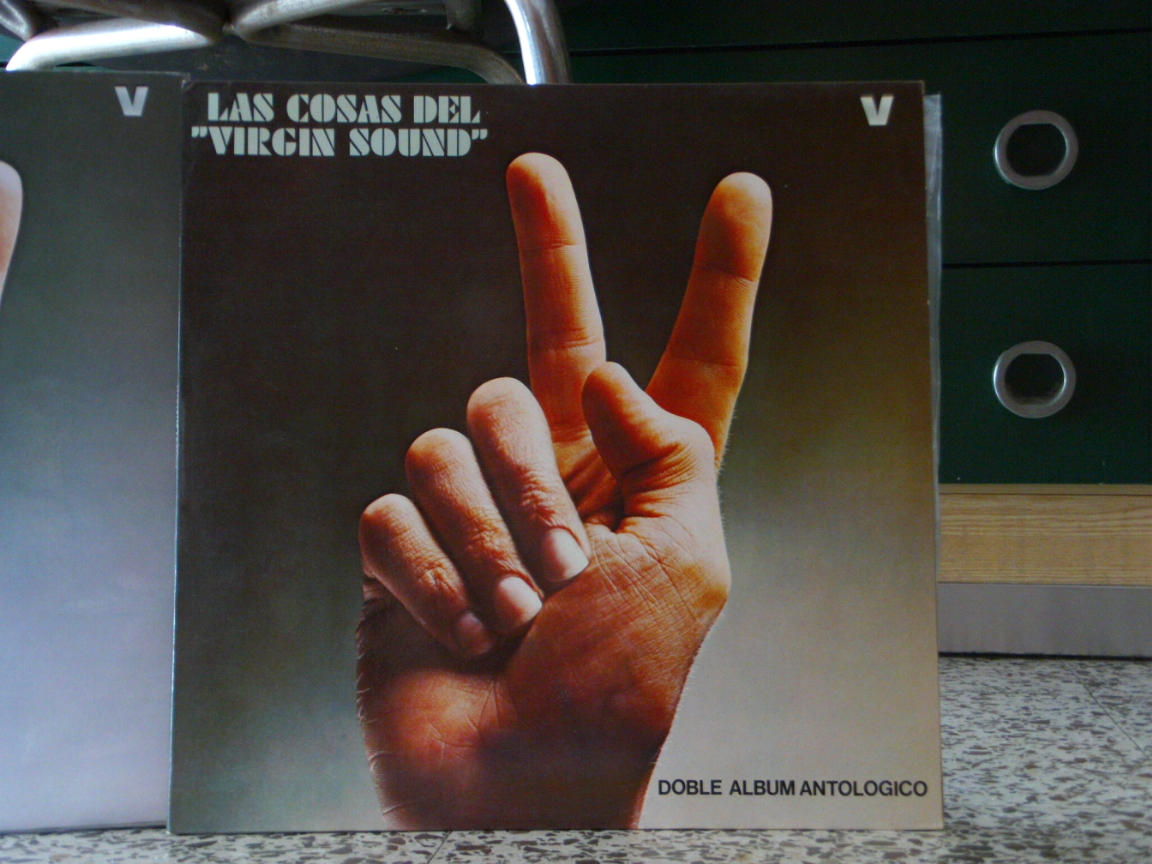 V
LAS COSAS DEL
"VIRGIN SOUND"
V
DOBLE ALBUM ANTOLOGICO